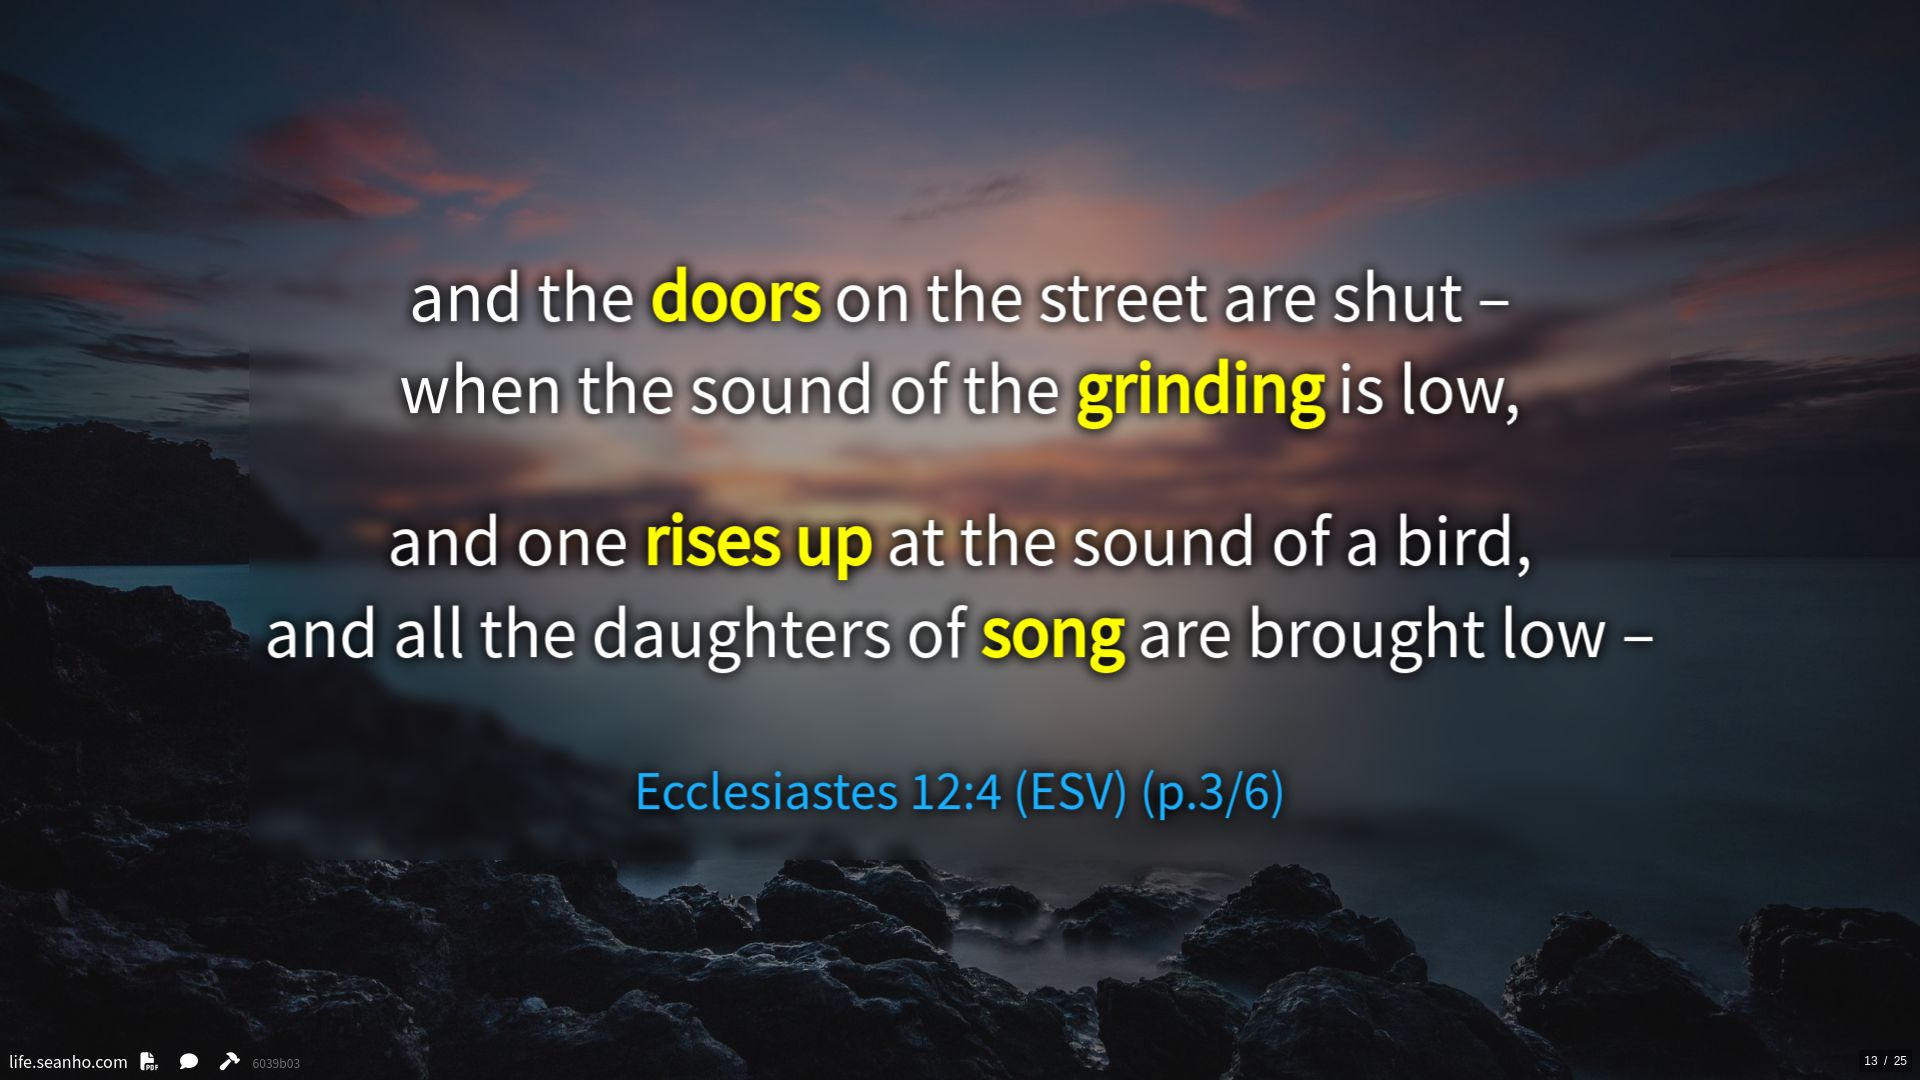 and the doors on the street are shut –
when the sound of the grinding is low,
and one rises up at the sound of a bird,
and all the daughters of song are brought low –
Ecclesiastes 12:4 (ESV) (p.3/6)
life.seanho.com PDF 6039b03
13 / 25